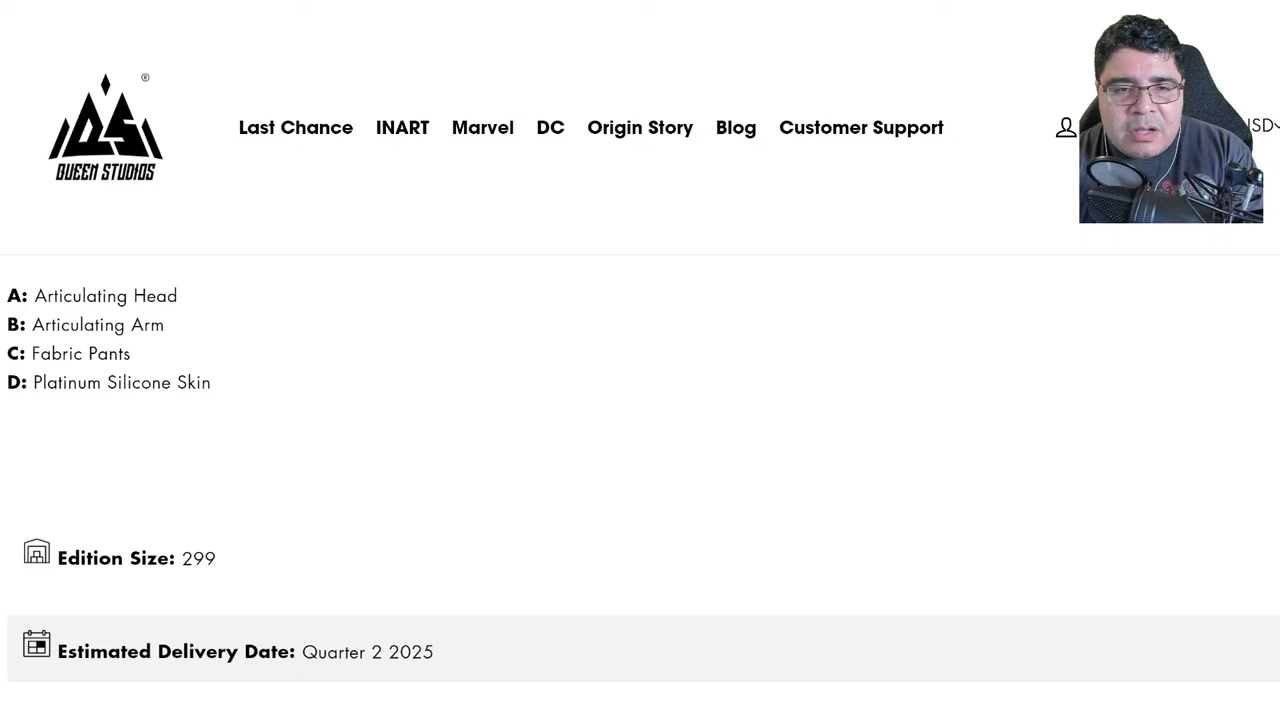 ®
QS
QUEEN STUDIOS
Last Chance INART Marvel DC Origin Story Blog Customer Support
A: Articulating Head
B: Articulating Arm
C: Fabric Pants
D: Platinum Silicone Skin
Edition Size: 299
Estimated Delivery Date: Quarter 2 2025